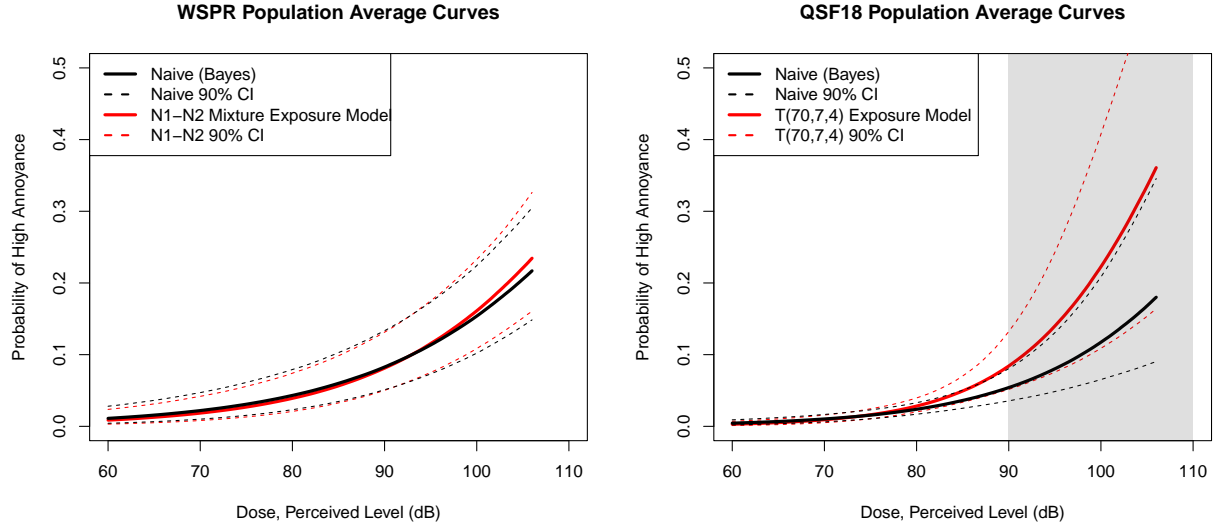 WSPR Population Average Curves
Naive (Bayes)
Naive 90% CI
N1−N2 Mixture Exposure Model
N1−N2 90% CI
Probability of High Annoyance
0.5
0.4
0.3
0.2
0.1
0.0
60 70 80 90 100 110
Dose, Perceived Level (dB)
QSF18 Population Average Curves
Naive (Bayes)
Naive 90% CI
T(70,7,4) Exposure Model
T(70,7,4) 90% CI
Probability of High Annoyance
0.5
0.4
0.3
0.2
0.1
0.0
60 70 80 90 100 110
Dose, Perceived Level (dB)